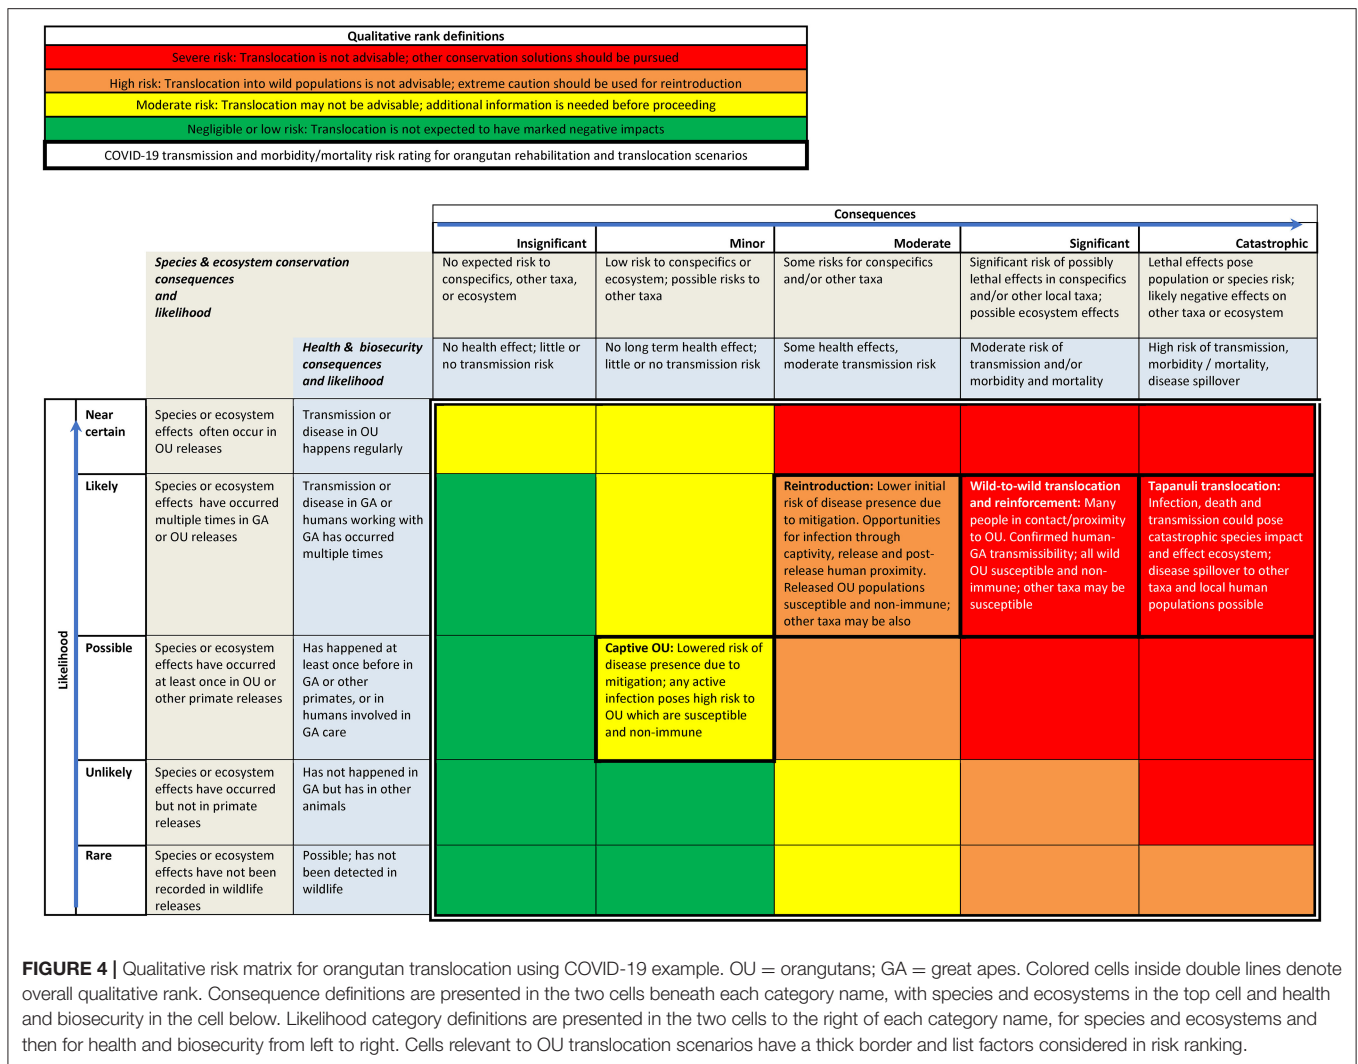 Qualitative rank definitions
Severe risk: Translocation is not advisable; other conservation solutions should be pursued
High risk: Translocation into wild populations is not advisable; extreme caution should be used for reintroduction
Moderate risk: Translocation may not be advisable; additional information is needed before proceeding
Negligible or low risk: Translocation is not expected to have marked negative impacts
COVID-19 transmission and morbidity/mortality risk rating for orangutan rehabilitation and translocation scenarios
Consequences
Insignificant
Minor
Moderate
Significant
Catastrophic
Species & ecosystem conservation
consequences
and
likelihood
No expected risk to
conspecifics, other taxa,
or ecosystem
Low risk to conspecifics or
ecosystem; possible risks to
other taxa
Some risks for conspecifics
and/or other taxa
Significant risk of possibly
lethal effects in conspecifics
and/or other local taxa;
possible ecosystem effects
Lethal effects pose
population or species risk;
likely negative effects on
other taxa or ecosystem
Health & biosecurity
consequences
and likelihood
No health effect; little or
no transmission risk
No long term health effect;
little or no transmission risk
Some health effects,
moderate transmission risk
Moderate risk of
transmission and/or
morbidity and mortality
High risk of transmission,
morbidity / mortality,
disease spillover
Likelihood
Near
certain
Species or ecosystem
effects often occur in
OU releases
Transmission or
disease in OU
happens regularly
Likely
Species or ecosystem
effects have occurred
multiple times in GA
or OU releases
Transmission or
disease in GA or
humans working with
GA has occurred
multiple times
Reintroduction: Lower initial
risk of disease presence due
to mitigation. Opportunities
for infection through
captivity, release and post-
release human proximity.
Released OU populations
susceptible and non-immune;
other taxa may be also
Wild-to-wild translocation
and reinforcement: Many
people in contact/proximity
to OU. Confirmed human-
GA transmissibility; all wild
OU susceptible and non-
immune; other taxa may be
susceptible
Tapanuli translocation:
Infection, death and
transmission could pose
catastrophic species impact
and effect ecosystem;
disease spillover to other
taxa and local human
populations possible
Possible
Species or ecosystem
effects have occurred
at least once in OU or
other primate releases
Has happened at
least once before in
GA or other
primates, or in
humans involved in
GA care
Captive OU: Lowered risk of
disease presence due to
mitigation; any active
infection poses high risk to
OU which are susceptible
and non-immune
Unlikely
Species or ecosystem
effects have occurred
but not in primate
releases
Has not happened in
GA but has in other
animals
Rare
Species or ecosystem
effects have not been
recorded in wildlife
releases
Possible; has not
been detected in
wildlife
FIGURE 4 | Qualitative risk matrix for orangutan translocation using COVID-19 example. OU = orangutans; GA = great apes. Colored cells inside double lines denote
overall qualitative rank. Consequence definitions are presented in the two cells beneath each category name, with species and ecosystems in the top cell and health
and biosecurity in the cell below. Likelihood category definitions are presented in the two cells to the right of each category name, for species and ecosystems and
then for health and biosecurity from left to right. Cells relevant to OU translocation scenarios have a thick border and list factors considered in risk ranking.